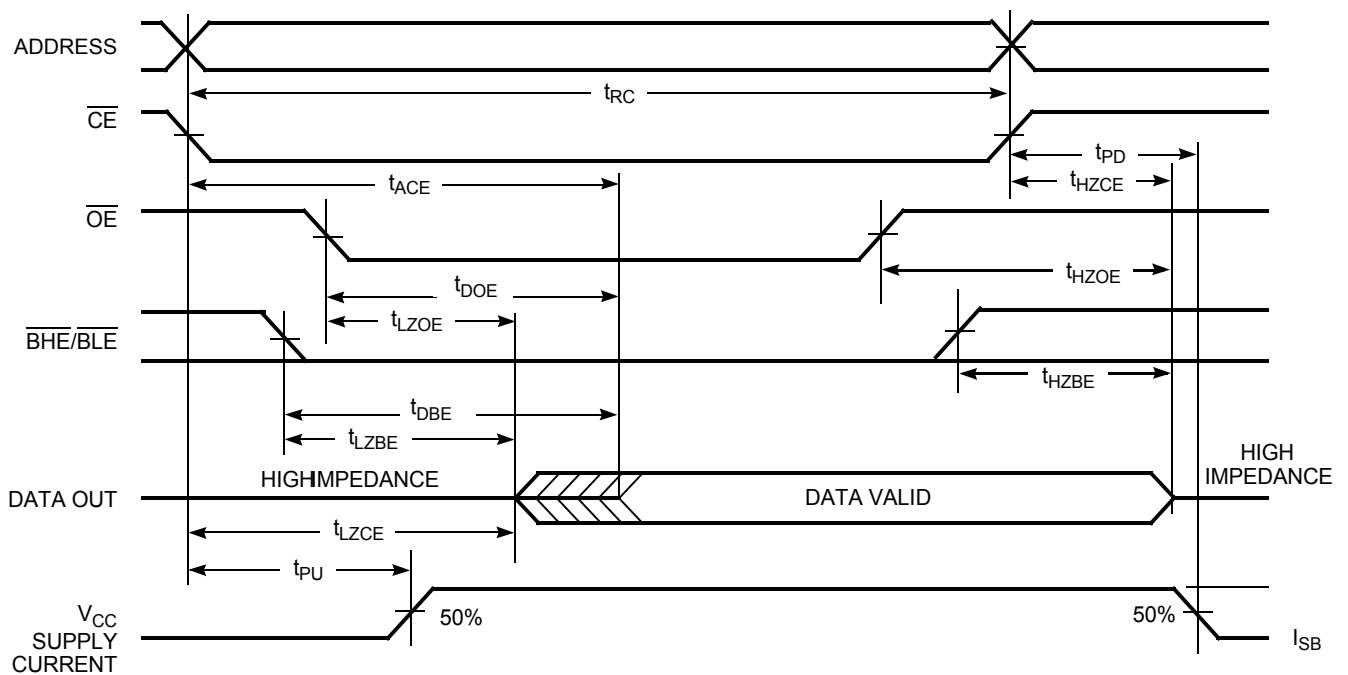 ADDRESS
tRC
CE
tPD
tACE
tHZCE
OE
tHZOE
tDOE
tLZOE
BHE/BLE
tHZBE
tDBE
tLZBE
HIGH
IMPEDANCE
HIGHIMPEDANCE
DATA OUT
DATA VALID
tLZCE
tPU
VCC
SUPPLY
CURRENT
50%
50%
ISB